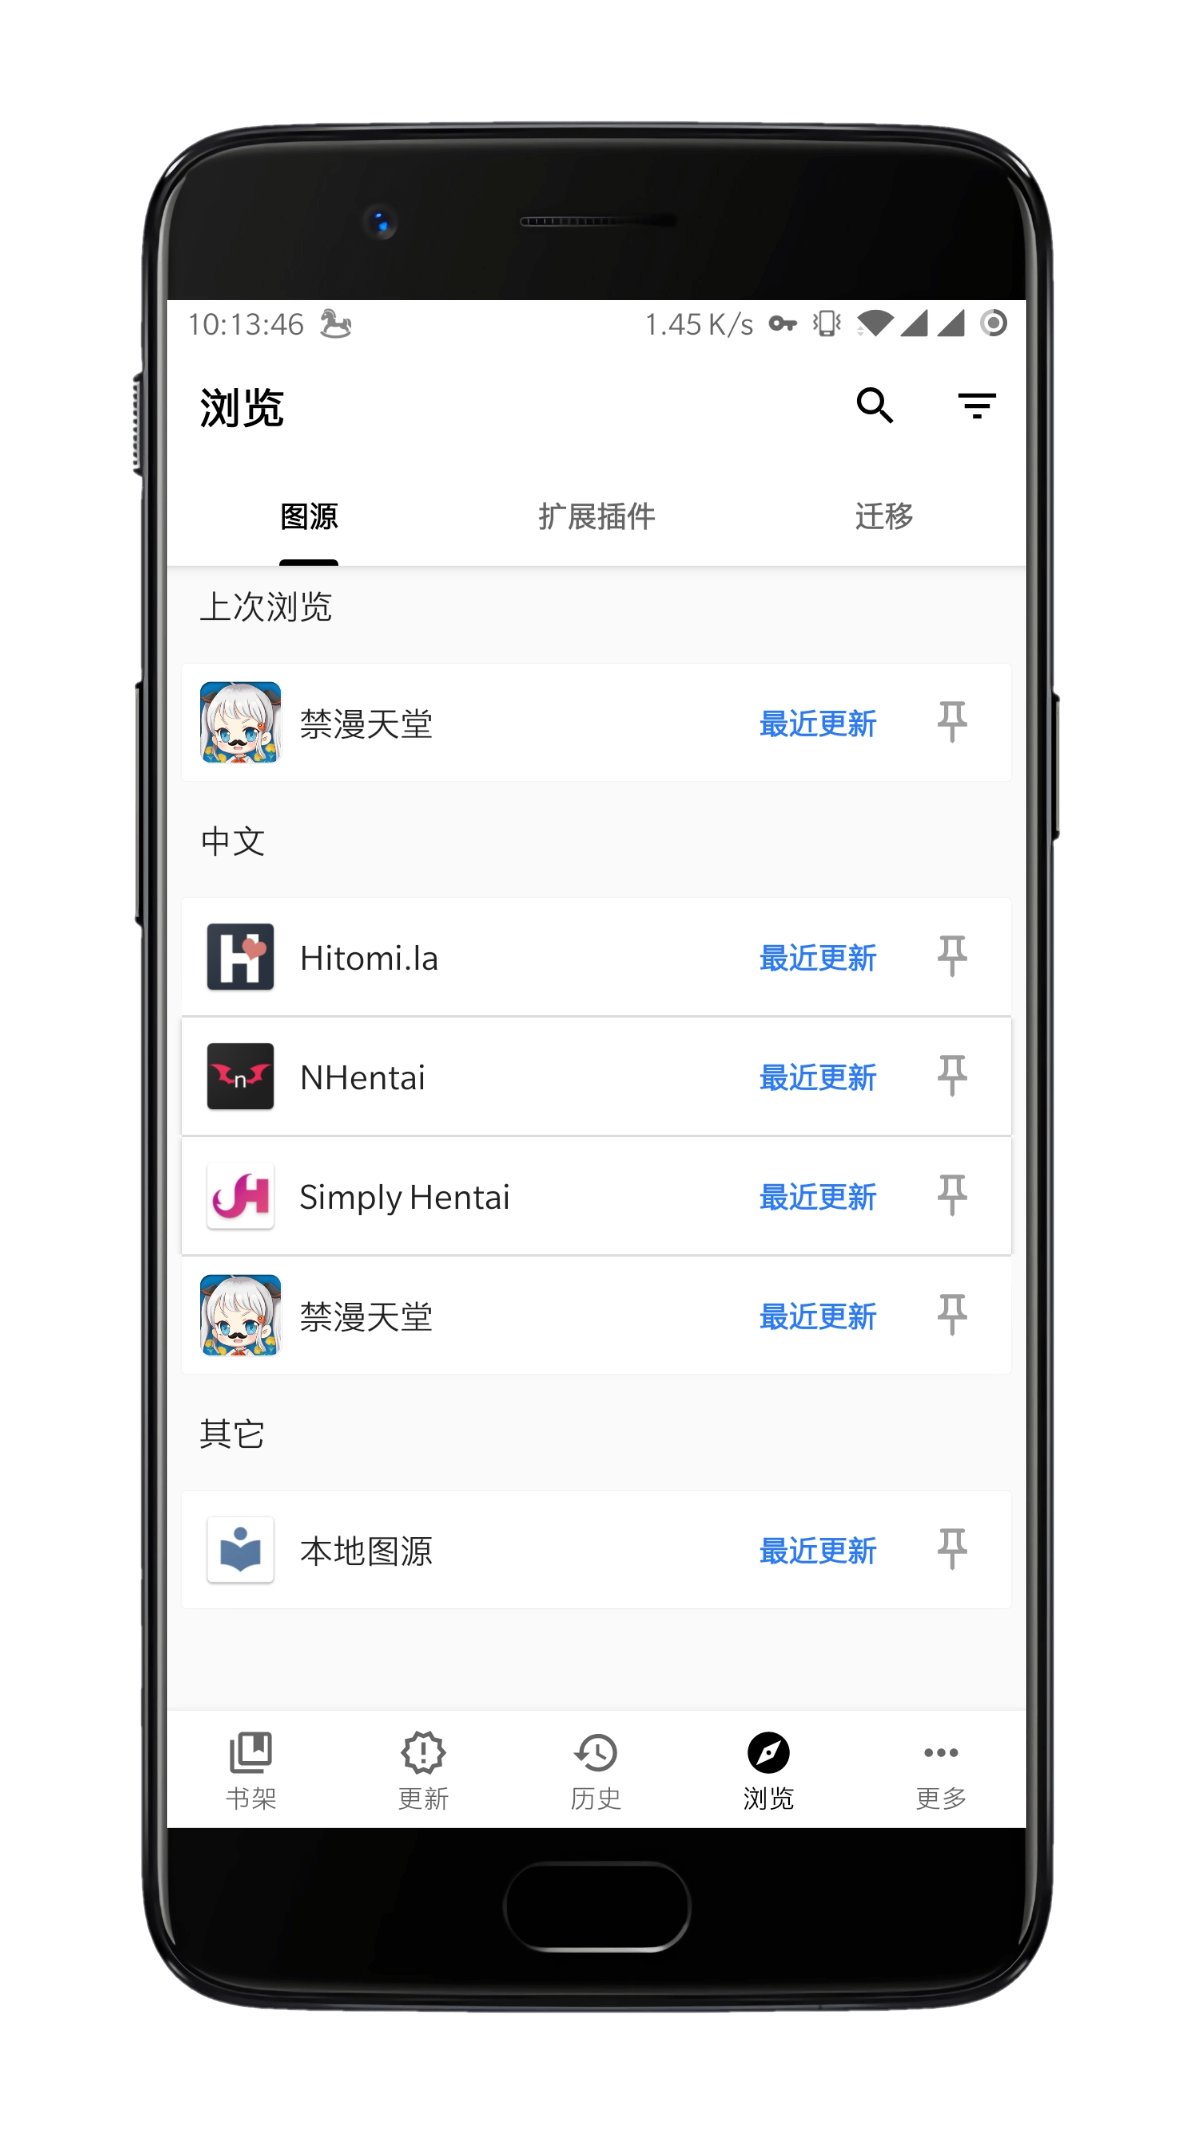 10:13:46 1.45 K/s
浏览
图源 扩展插件 迁移
上次浏览
禁漫天堂 最近更新
中文
H Hitomi.la 最近更新
n NHentai 最近更新
H Simply Hentai 最近更新
禁漫天堂 最近更新
其它
本地图源 最近更新
书架 更新 历史 浏览 更多